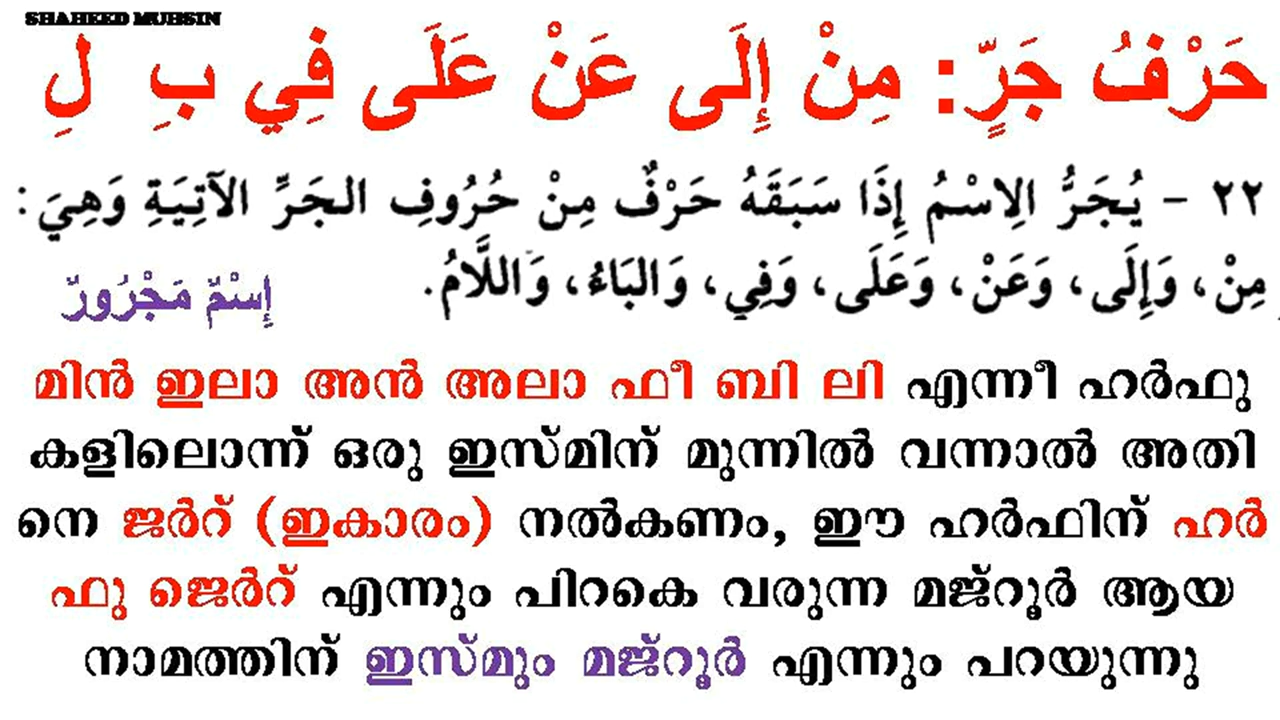 SHAHEED MUHSIN
حَرْفُ جَرٍّ: مِنْ إِلَى عَنْ عَلَى فِي بِ لِ
٢٢ - يُجَرُّ الِاسْمُ إِذَا سَبَقَهُ حَرْفٌ مِنْ حُرُوفِ الجَرِّ الآتِيَةِ وَهِيَ:
مِنْ، وَإِلَى، وَعَنْ، وَعَلَى، وَفِي، وَالبَاءُ، وَاللَّامُ.
إِسْمٌ مَجْرُورٌ
മിൻ ഇലാ അൻ അലാ ഫീ ബി ലി എന്നീ ഹർഫു
കളിലൊന്ന് ഒരു ഇസ്മിന് മുന്നിൽ വന്നാൽ അതി
നെ ജർറ് (ഇകാരം) നൽകണം, ഈ ഹർഫിന് ഹർ
ഫു ജെർറ് എന്നും പിറകെ വരുന്ന മജ്റൂർ ആയ
നാമത്തിന് ഇസ്മും മജ്റൂർ എന്നും പറയുന്നു